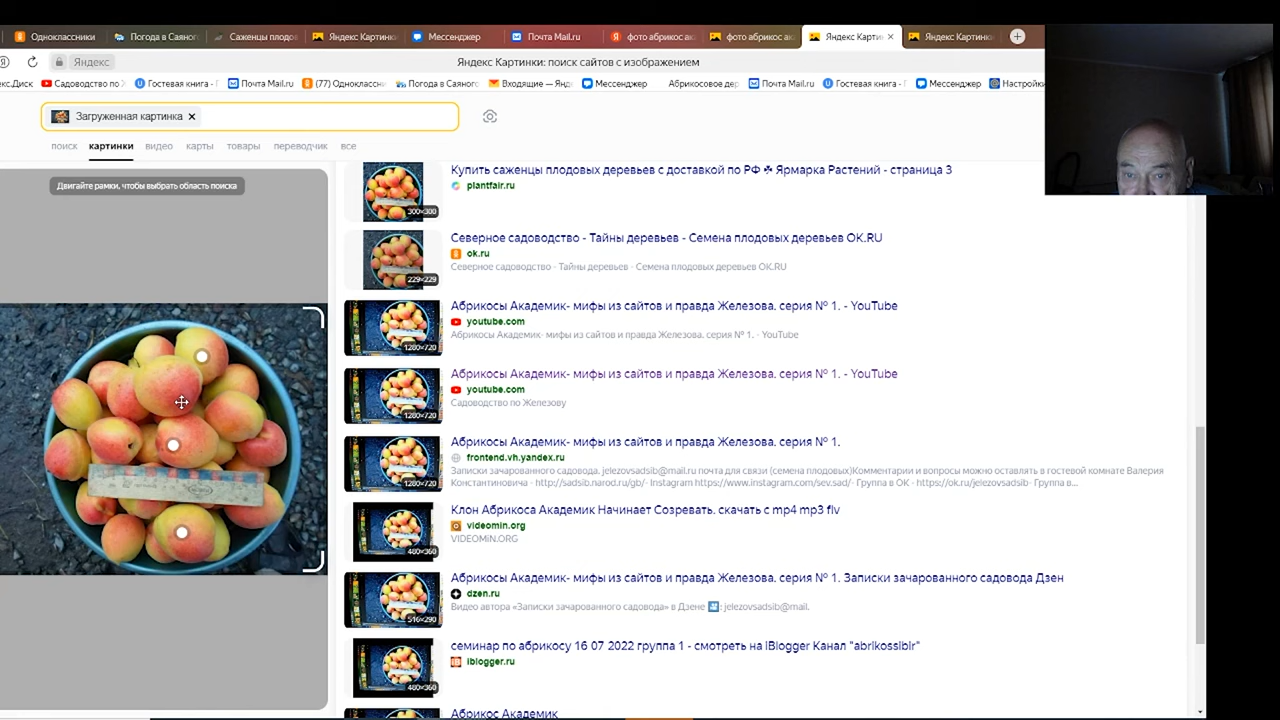 Одноклассники
Погода в Саяного
Саженцы плодов
Яндекс Картинк
Мессенджер
Почта Mail.ru
фото абрикос ак
фото абрикос ак
Яндекс Картин
Яндекс Картинк
Яндекс
Яндекс Картинки: поиск сайтов с изображением
кс.Диск
Садоводство по
Гостевая книга - Г
Почта Mail.ru
(77) Одноклассн
Погода в Саяног
Входящие — Янд
Мессенджер
Абрикосовое дер
Почта Mail.ru
Гостевая книга - Г
Мессенджер
Настройки
Загруженная картинка
поиск картинки видео карты товары переводчик все
Двигайте рамки, чтобы выбрать область поиска
Купить саженцы плодовых деревьев с доставкой по РФ ☘ Ярмарка Растений - страница 3
plantfair.ru
300×300
Северное садоводство - Тайны деревьев - Семена плодовых деревьев OK.RU
ok.ru
Северное садоводство - Тайны деревьев - Семена плодовых деревьев OK.RU
229×229
Абрикосы Академик- мифы из сайтов и правда Железова. серия № 1. - YouTube
youtube.com
Абрикосы Академик- мифы из сайтов и правда Железова. серия № 1. - YouTube
1280×720
Абрикосы Академик- мифы из сайтов и правда Железова. серия № 1. - YouTube
youtube.com
Садоводство по Железову
1280×720
Абрикосы Академик- мифы из сайтов и правда Железова. серия № 1.
frontend.vh.yandex.ru
Записки зачарованного садовода. jelezovsadsib@mail.ru почта для связи (семена плодовых)Комментарии и вопросы можно оставлять в гостевой комнате Валерия
Константиновича - http://sadsib.narod.ru/gb/· Instagram https://www.instagram.com/sev.sad/· Группа в ОК - https://ok.ru/jelezovsadsib· Группа в...
1280×720
Клон Абрикоса Академик Начинает Созревать. скачать с mp4 mp3 flv
videomin.org
VIDEOMiN.ORG
480×360
Абрикосы Академик- мифы из сайтов и правда Железова. серия № 1. Записки зачарованного садовода Дзен
dzen.ru
Видео автора «Записки зачарованного садовода» в Дзене 🎦: jelezovsadsib@mail.
516×290
семинар по абрикосу 16 07 2022 группа 1 - смотреть на iBlogger Канал "abrikossibir"
iblogger.ru
480×360
Абрикос Академик